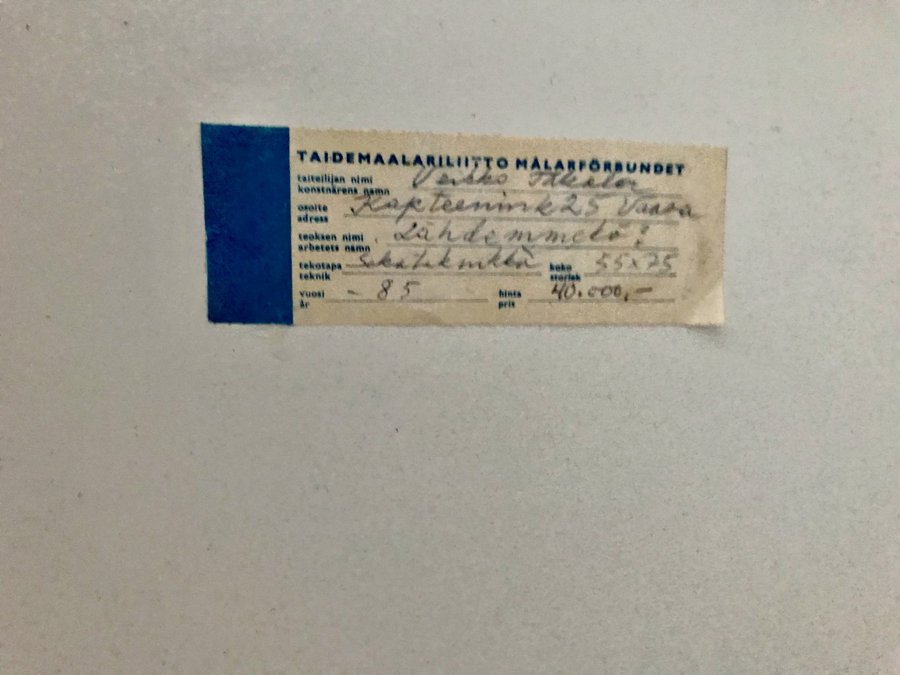 TAIDEMAALARILIITTO MÅLARFÖRBUNDET
taiteilijan nimi Veikko Takala
konstnärens namn
osoite Kapteenink 25 Vaasa
adress
teoksen nimi Lähdemmekö?
arbetets namn
tekotapa Sekatekniikka koko 55x75
teknik storlek
vuosi - 85 hinta 40.000,-
år pris